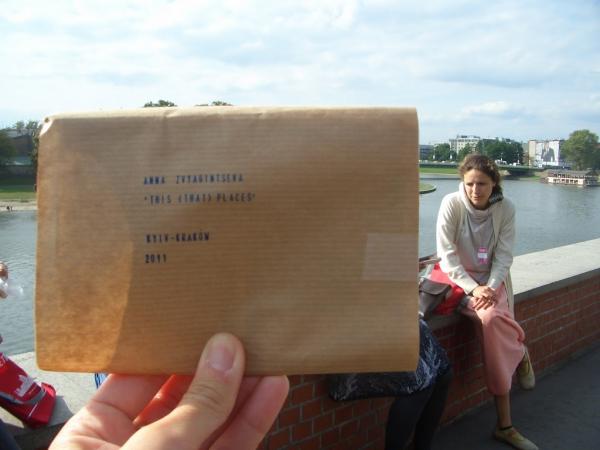 ANNA ZVYAGINTSEVA
"THIS (THAT) PLACES"
KYIV-KRAKÓW
2011